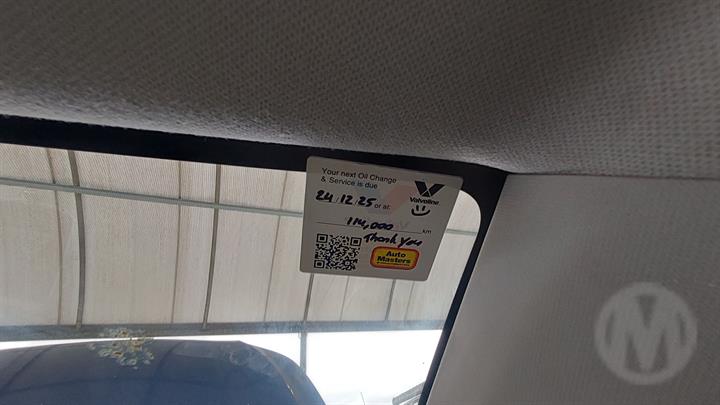 Your next Oil Change
& Service is due
24/12/25 or at:
114,000 km
Thank you
Valvoline
Auto
Masters
M